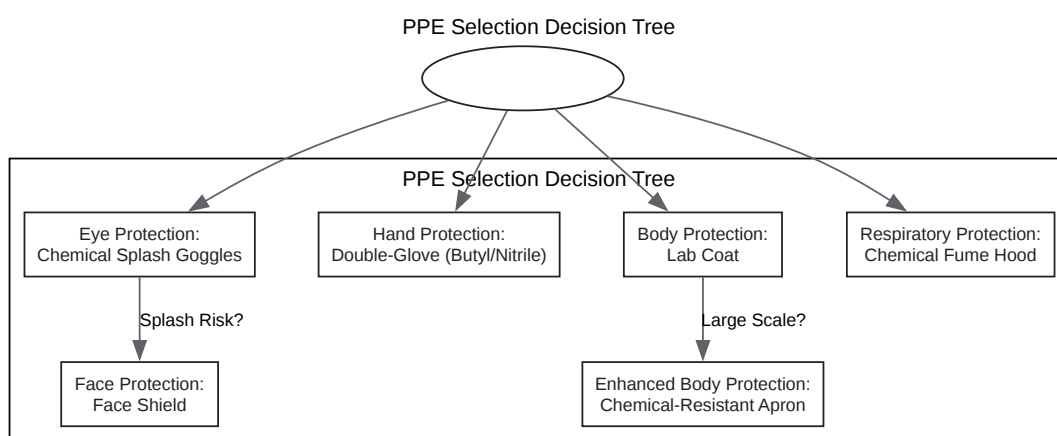 PPE Selection Decision Tree
PPE Selection Decision Tree
Eye Protection:
Chemical Splash Goggles
Hand Protection:
Double-Glove (Butyl/Nitrile)
Body Protection:
Lab Coat
Respiratory Protection:
Chemical Fume Hood
Splash Risk?
Large Scale?
Face Protection:
Face Shield
Enhanced Body Protection:
Chemical-Resistant Apron